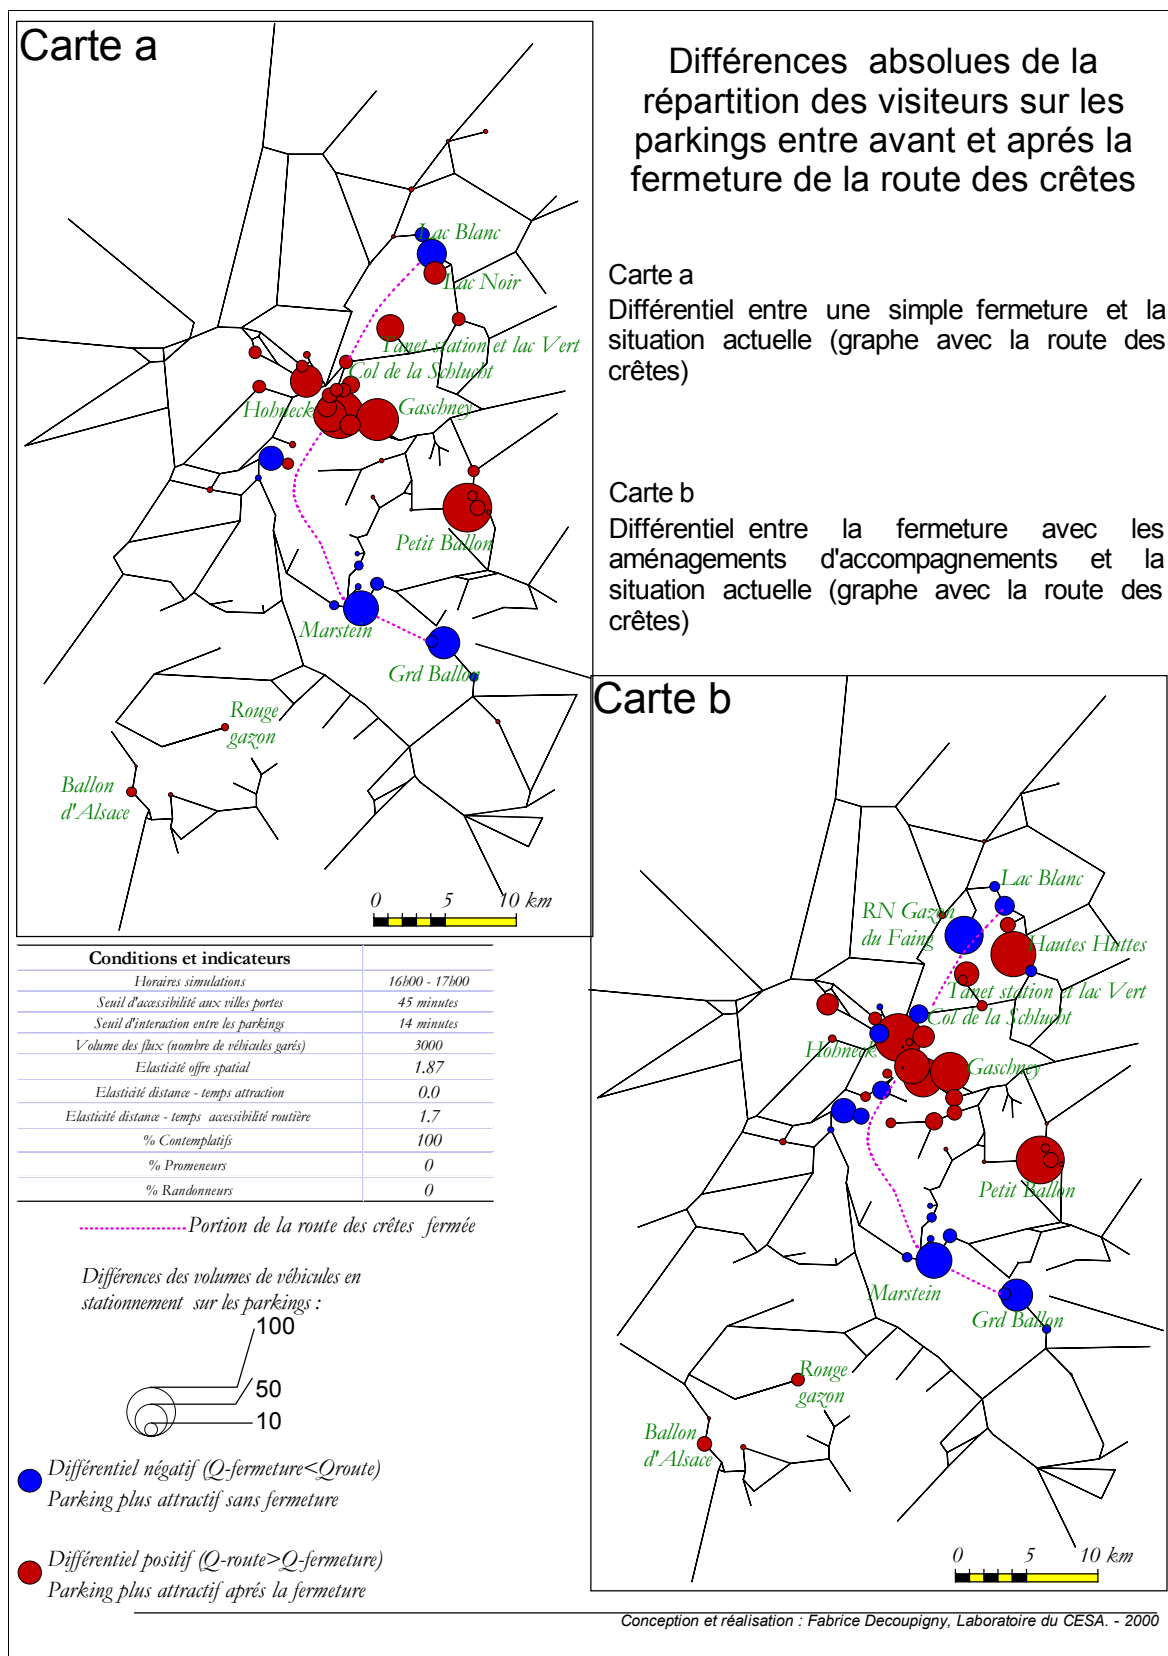 Carte a
Différences absolues de la
répartition des visiteurs sur les
parkings entre avant et aprés la
fermeture de la route des crêtes
Carte a
Différentiel entre une simple fermeture et la
situation actuelle (graphe avec la route des
crêtes)
Carte b
Différentiel entre la fermeture avec les
aménagements d'accompagnements et la
situation actuelle (graphe avec la route des
crêtes)
Lac Blanc
Lac Noir
Tanet station et lac Vert
Col de la Schlucht
Hohneck
Gaschney
Petit Ballon
Marstein
Grd Ballon
Rouge
gazon
Ballon
d'Alsace
0 5 10 km
Carte b
Lac Blanc
RN Gazon
du Faing
Hautes Huttes
Tanet station et lac Vert
Col de la Schlucht
Hohneck
Gaschney
Petit Ballon
Marstein
Grd Ballon
Rouge
gazon
Ballon
d'Alsace
0 5 10 km
Conditions et indicateurs
Horaires simulations 16h00 - 17h00
Seuil d'accessibilité aux villes portes 45 minutes
Seuil d'interaction entre les parkings 14 minutes
Volume des flux (nombre de véhicules garés) 3000
Elasticité offre spatial 1.87
Elasticité distance - temps attraction 0.0
Elasticité distance - temps accessibilité routière 1.7
% Contemplatifs 100
% Promeneurs 0
% Randonneurs 0
Portion de la route des crêtes fermée
Différences des volumes de véhicules en
stationnement sur les parkings :
100
50
10
Différentiel négatif (Q-fermeture<Qroute)
Parking plus attractif sans fermeture
Différentiel positif (Q-route>Q-fermeture)
Parking plus attractif aprés la fermeture
Conception et réalisation : Fabrice Decoupigny, Laboratoire du CESA. - 2000